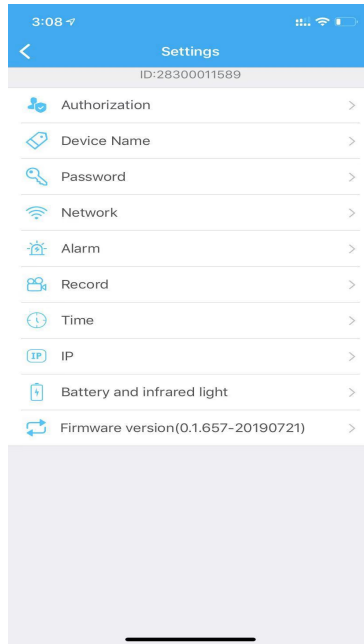 3:08
Settings
ID:28300011589
Authorization
Device Name
Password
Network
Alarm
Record
Time
IP IP
Battery and infrared light
Firmware version(0.1.657-20190721)